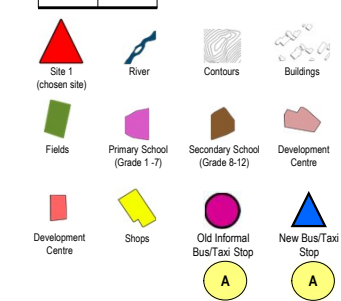 Site 1
(chosen site)
River
Contours
Buildings
Fields
Primary School
(Grade 1 -7)
Secondary School
(Grade 8-12)
Development
Centre
Development
Centre
Shops
Old Informal
Bus/Taxi Stop
New Bus/Taxi
Stop
A
A